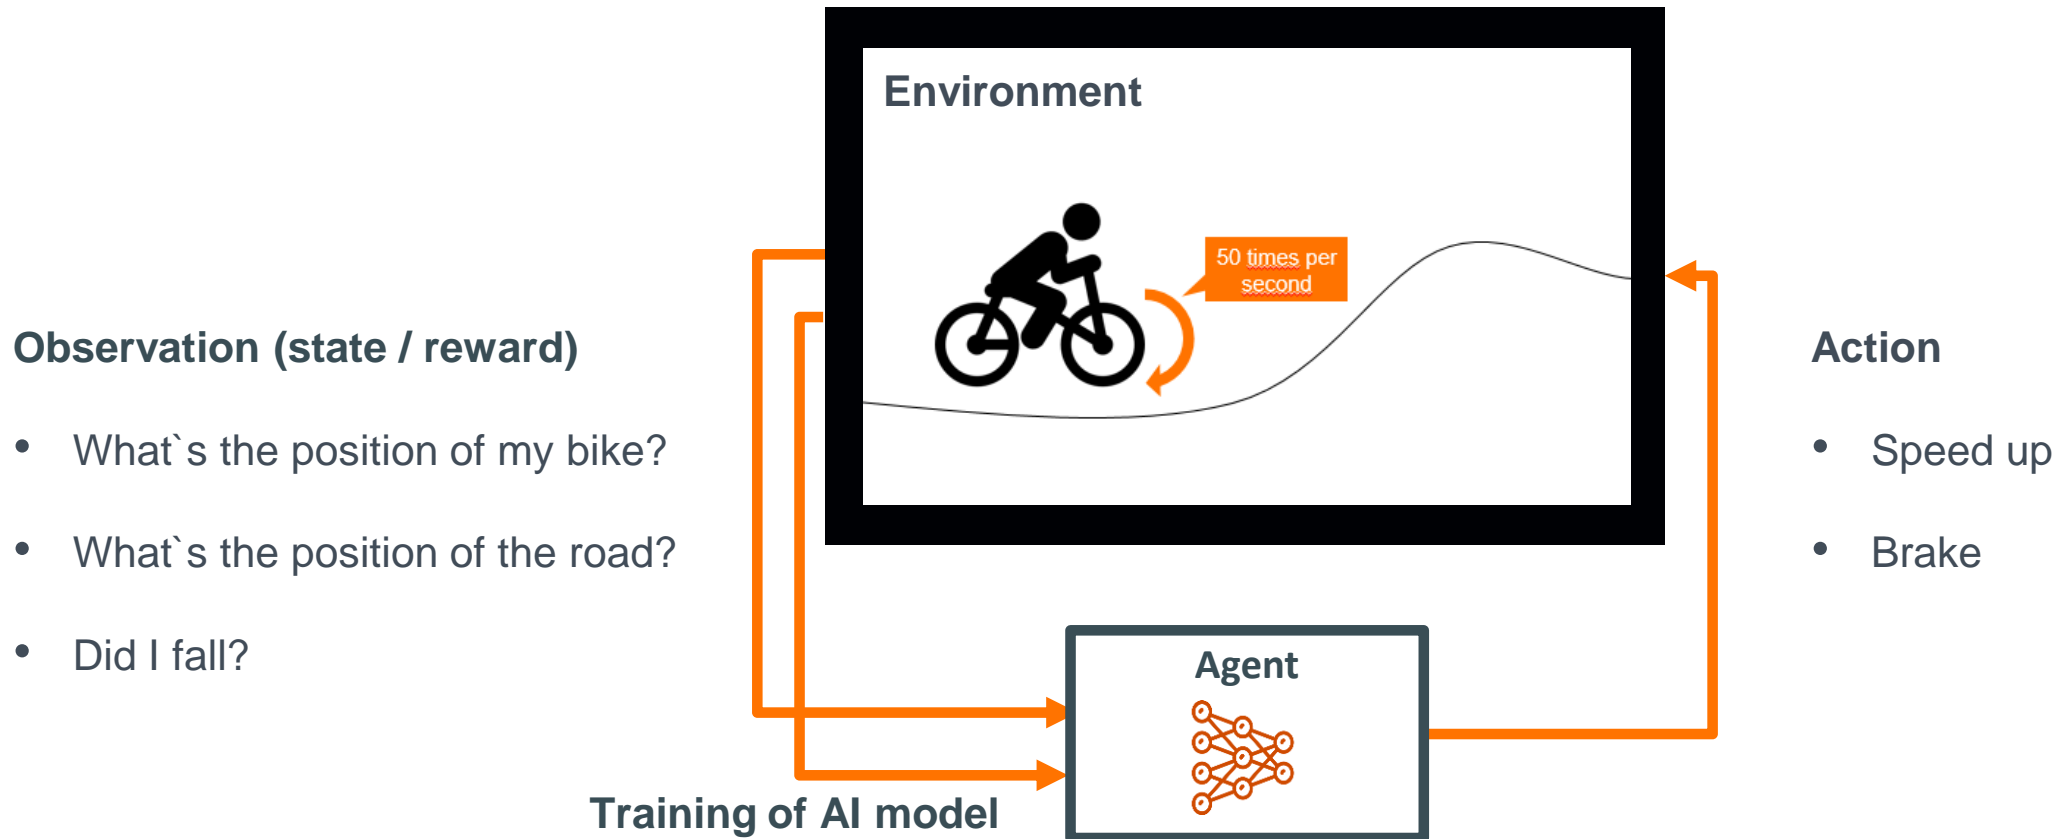 Environment
50 times per
second
Observation (state / reward)
• What`s the position of my bike?
• What`s the position of the road?
• Did I fall?
Action
• Speed up
• Brake
Agent
Training of AI model